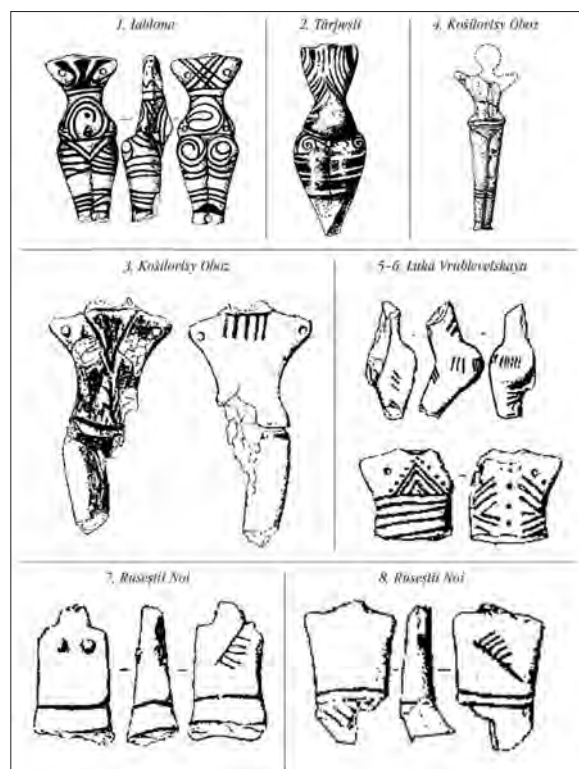 1. Iablona
2. Târpeşti
4. Košilovtsy Oboz
3. Košilovtsy Oboz
5-6. Luka Vrublevetskaya
7. Ruseştii Noi
8. Ruseştii Noi